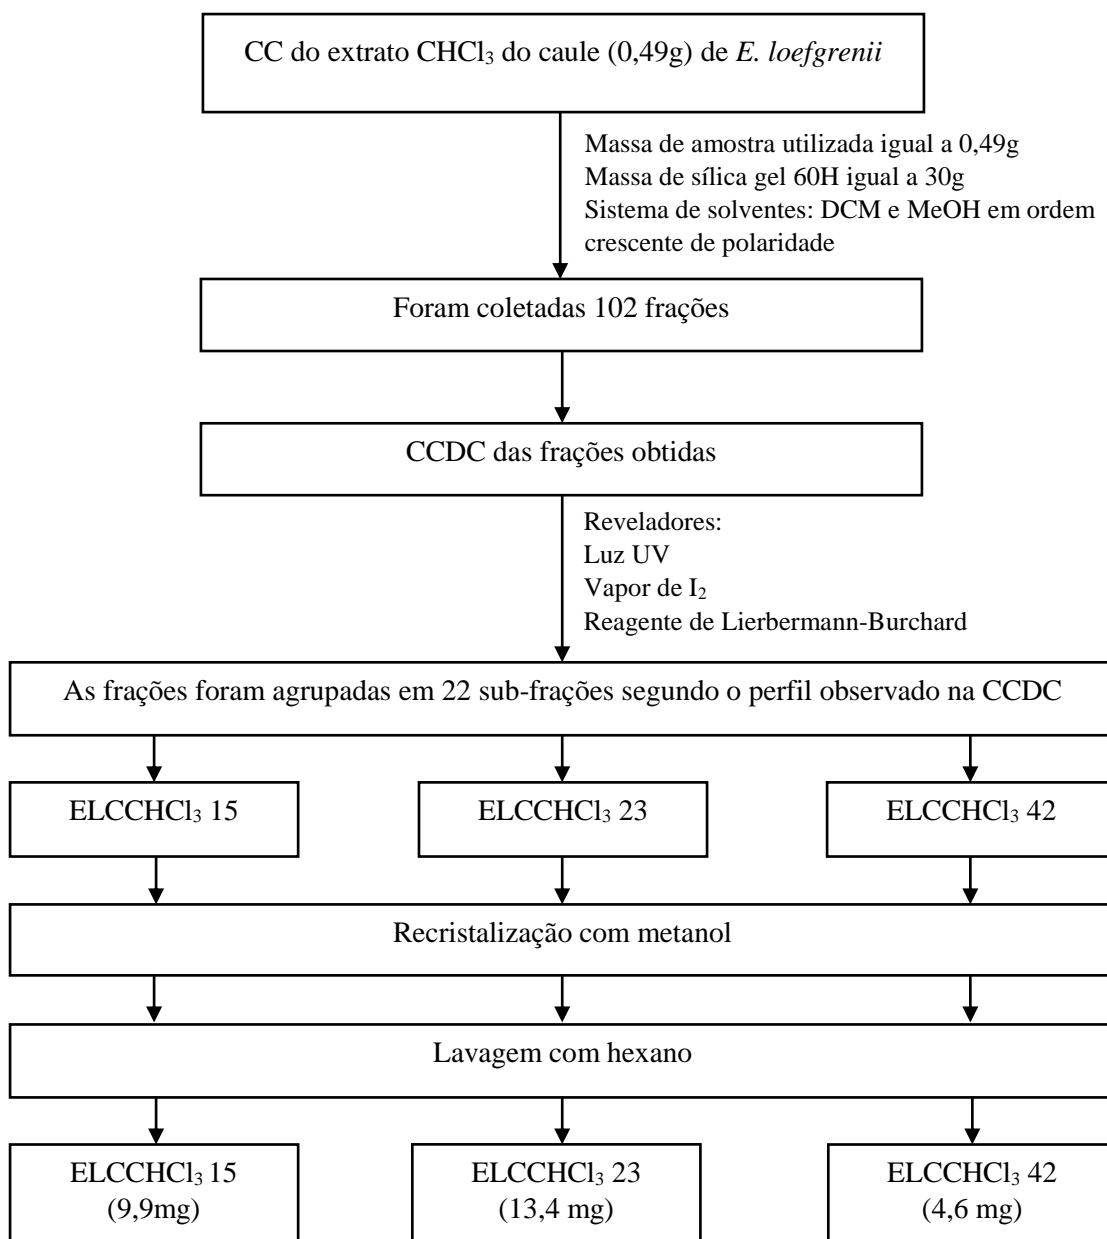 CC do extrato CHCl₃ do caule (0,49g) de E. loefgrenii
Massa de amostra utilizada igual a 0,49g
Massa de sílica gel 60H igual a 30g
Sistema de solventes: DCM e MeOH em ordem
crescente de polaridade
Foram coletadas 102 frações
CCDC das frações obtidas
Reveladores:
Luz UV
Vapor de I₂
Reagente de Lierbermann-Burchard
As frações foram agrupadas em 22 sub-frações segundo o perfil observado na CCDC
ELCCHCl₃ 15
ELCCHCl₃ 23
ELCCHCl₃ 42
Recristalização com metanol
Lavagem com hexano
ELCCHCl₃ 15
(9,9mg)
ELCCHCl₃ 23
(13,4 mg)
ELCCHCl₃ 42
(4,6 mg)